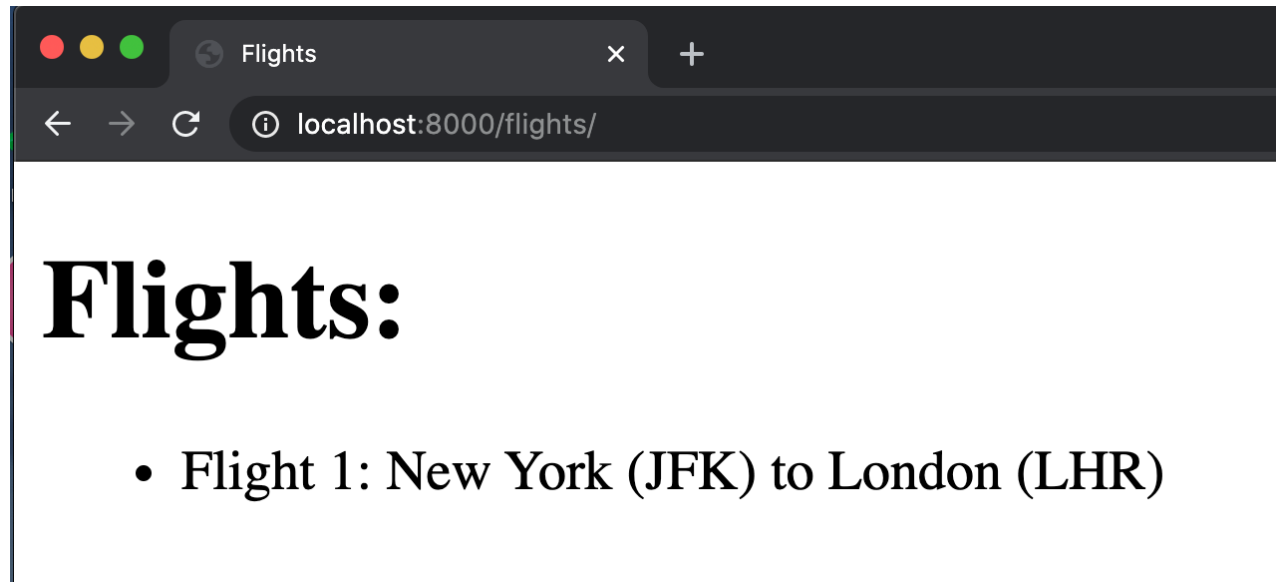 Flights
localhost:8000/flights/
Flights:
• Flight 1: New York (JFK) to London (LHR)